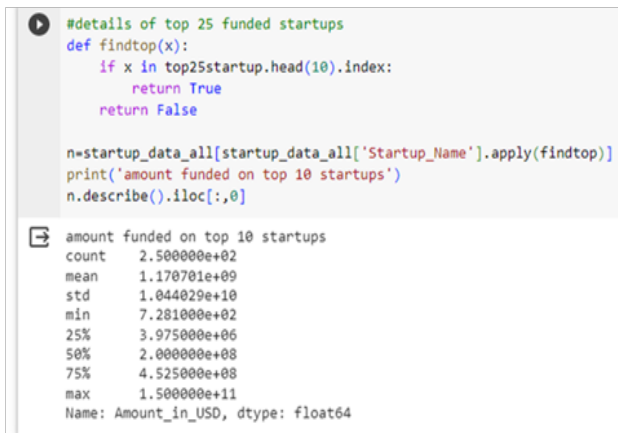 #details of top 25 funded startups
def findtop(x):
    if x in top25startup.head(10).index:
        return True
    return False
n=startup_data_all[startup_data_all['Startup_Name'].apply(findtop)]
print('amount funded on top 10 startups')
n.describe().iloc[:,0]
amount funded on top 10 startups
count    2.500000e+02
mean     1.170701e+09
std      1.044029e+10
min      7.281000e+02
25%      3.975000e+06
50%      2.000000e+08
75%      4.525000e+08
max      1.500000e+11
Name: Amount_in_USD, dtype: float64